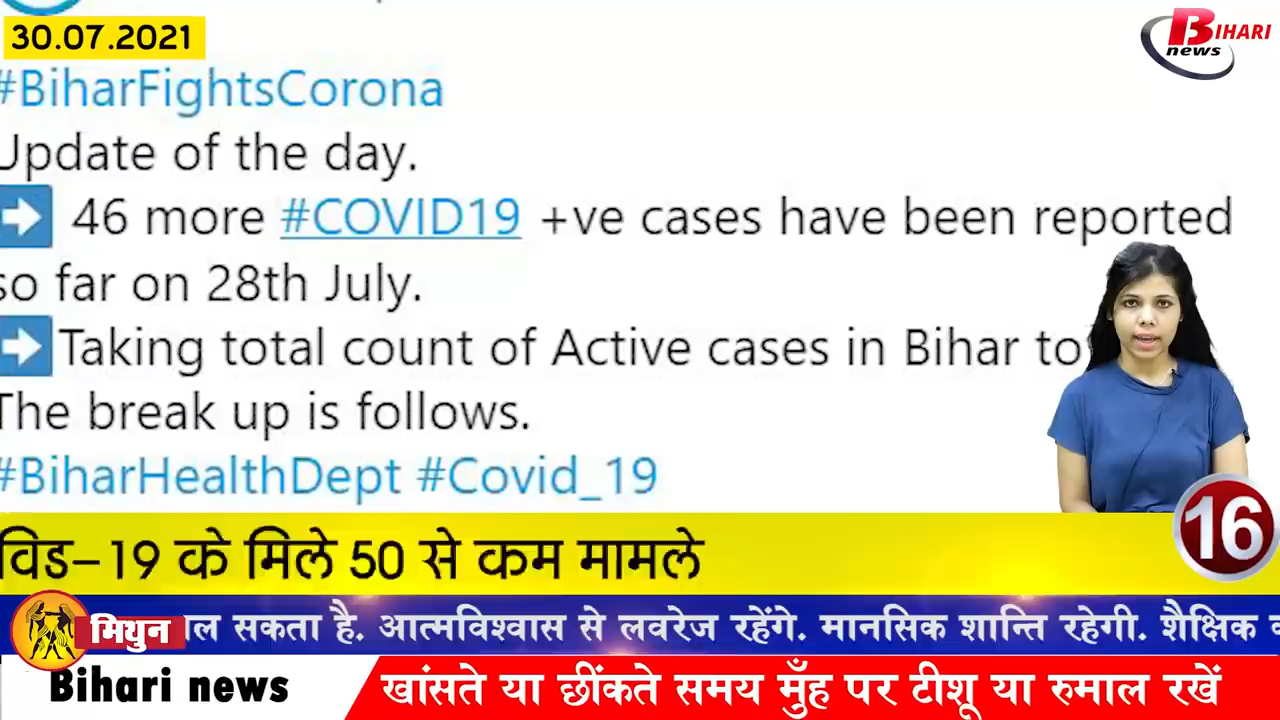 30.07.2021
BIHARI
news
#BiharFightsCorona
Update of the day.
46 more #COVID19 +ve cases have been reported
so far on 28th July.
Taking total count of Active cases in Bihar to
The break up is follows.
#BiharHealthDept #Covid_19
16
विड-19 के मिले 50 से कम मामले
मिथुन
ल सकता है. आत्मविश्वास से लवरेज रहेंगे. मानसिक शान्ति रहेगी. शैक्षिक
Bihari news
खांसते या छींकते समय मुँह पर टीशू या रुमाल रखें